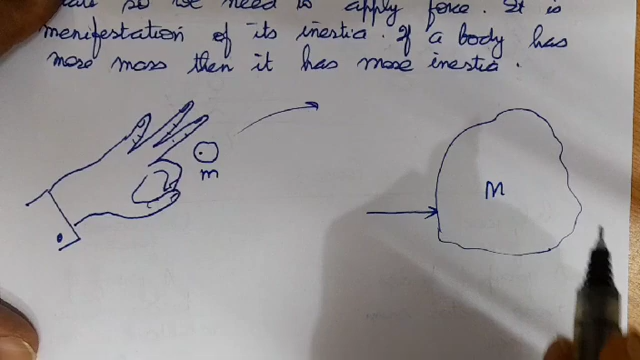 so we need to apply force. It is
menifestation of its inertia. If a body has
more mass then it has more inertia.
m
M